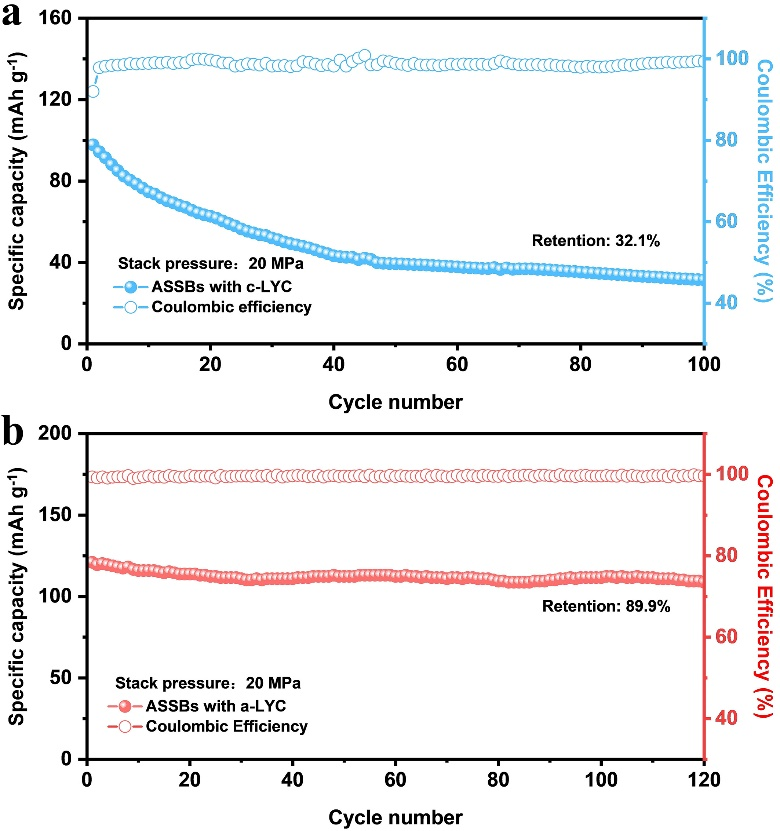 a
160
120
80
40
0
Specific capacity (mAh g-1)
100
80
60
40
Coulombic Efficiency (%)
Retention: 32.1%
Stack pressure: 20 MPa
ASSBs with c-LYC
Coulombic efficiency
0 20 40 60 80 100
Cycle number
b
200
150
100
50
0
Specific capacity (mAh g-1)
100
80
60
40
Coulombic Efficiency (%)
Retention: 89.9%
Stack pressure: 20 MPa
ASSBs with a-LYC
Coulombic Efficiency
0 20 40 60 80 100 120
Cycle number